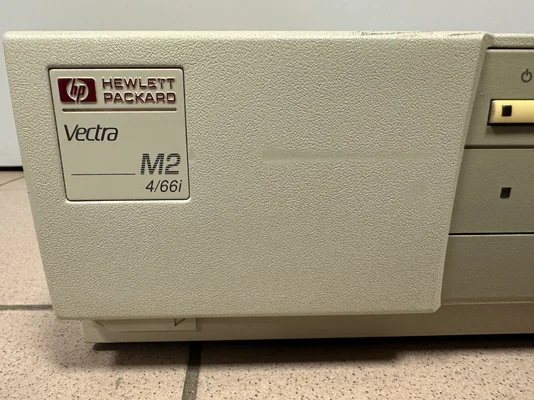 hp HEWLETT
PACKARD
Vectra
M2
4/66i